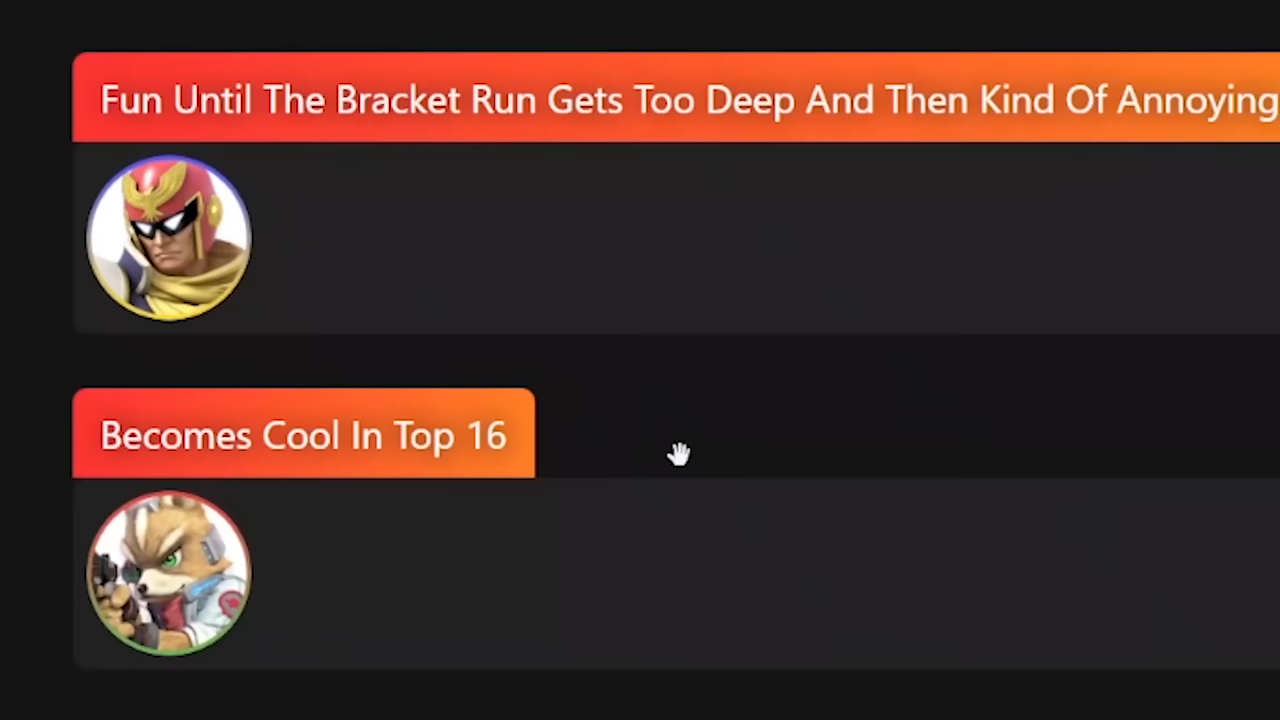 Fun Until The Bracket Run Gets Too Deep And Then Kind Of Annoying
Becomes Cool In Top 16